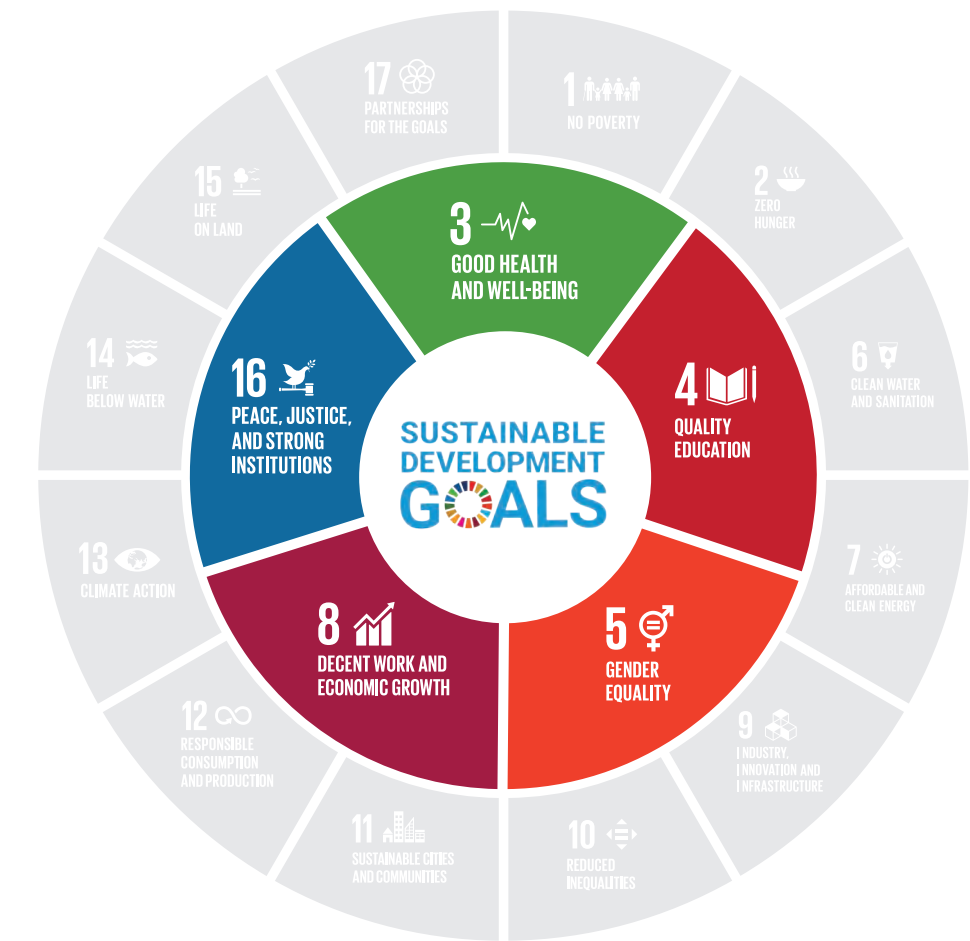 17
PARTNERSHIPS
FOR THE GOALS
1
NO POVERTY
15
LIFE
ON LAND
2
ZERO
HUNGER
3
GOOD HEALTH
AND WELL-BEING
14
LIFE
BELOW WATER
16
PEACE, JUSTICE,
AND STRONG
INSTITUTIONS
SUSTAINABLE
DEVELOPMENT
GOALS
4
QUALITY
EDUCATION
6
CLEAN WATER
AND SANITATION
13
CLIMATE ACTION
8
DECENT WORK AND
ECONOMIC GROWTH
5
GENDER
EQUALITY
7
AFFORDABLE AND
CLEAN ENERGY
12
RESPONSIBLE
CONSUMPTION
AND PRODUCTION
9
INDUSTRY,
INNOVATION AND
INFRASTRUCTURE
11
SUSTAINABLE CITIES
AND COMMUNITIES
10
REDUCED
INEQUALITIES